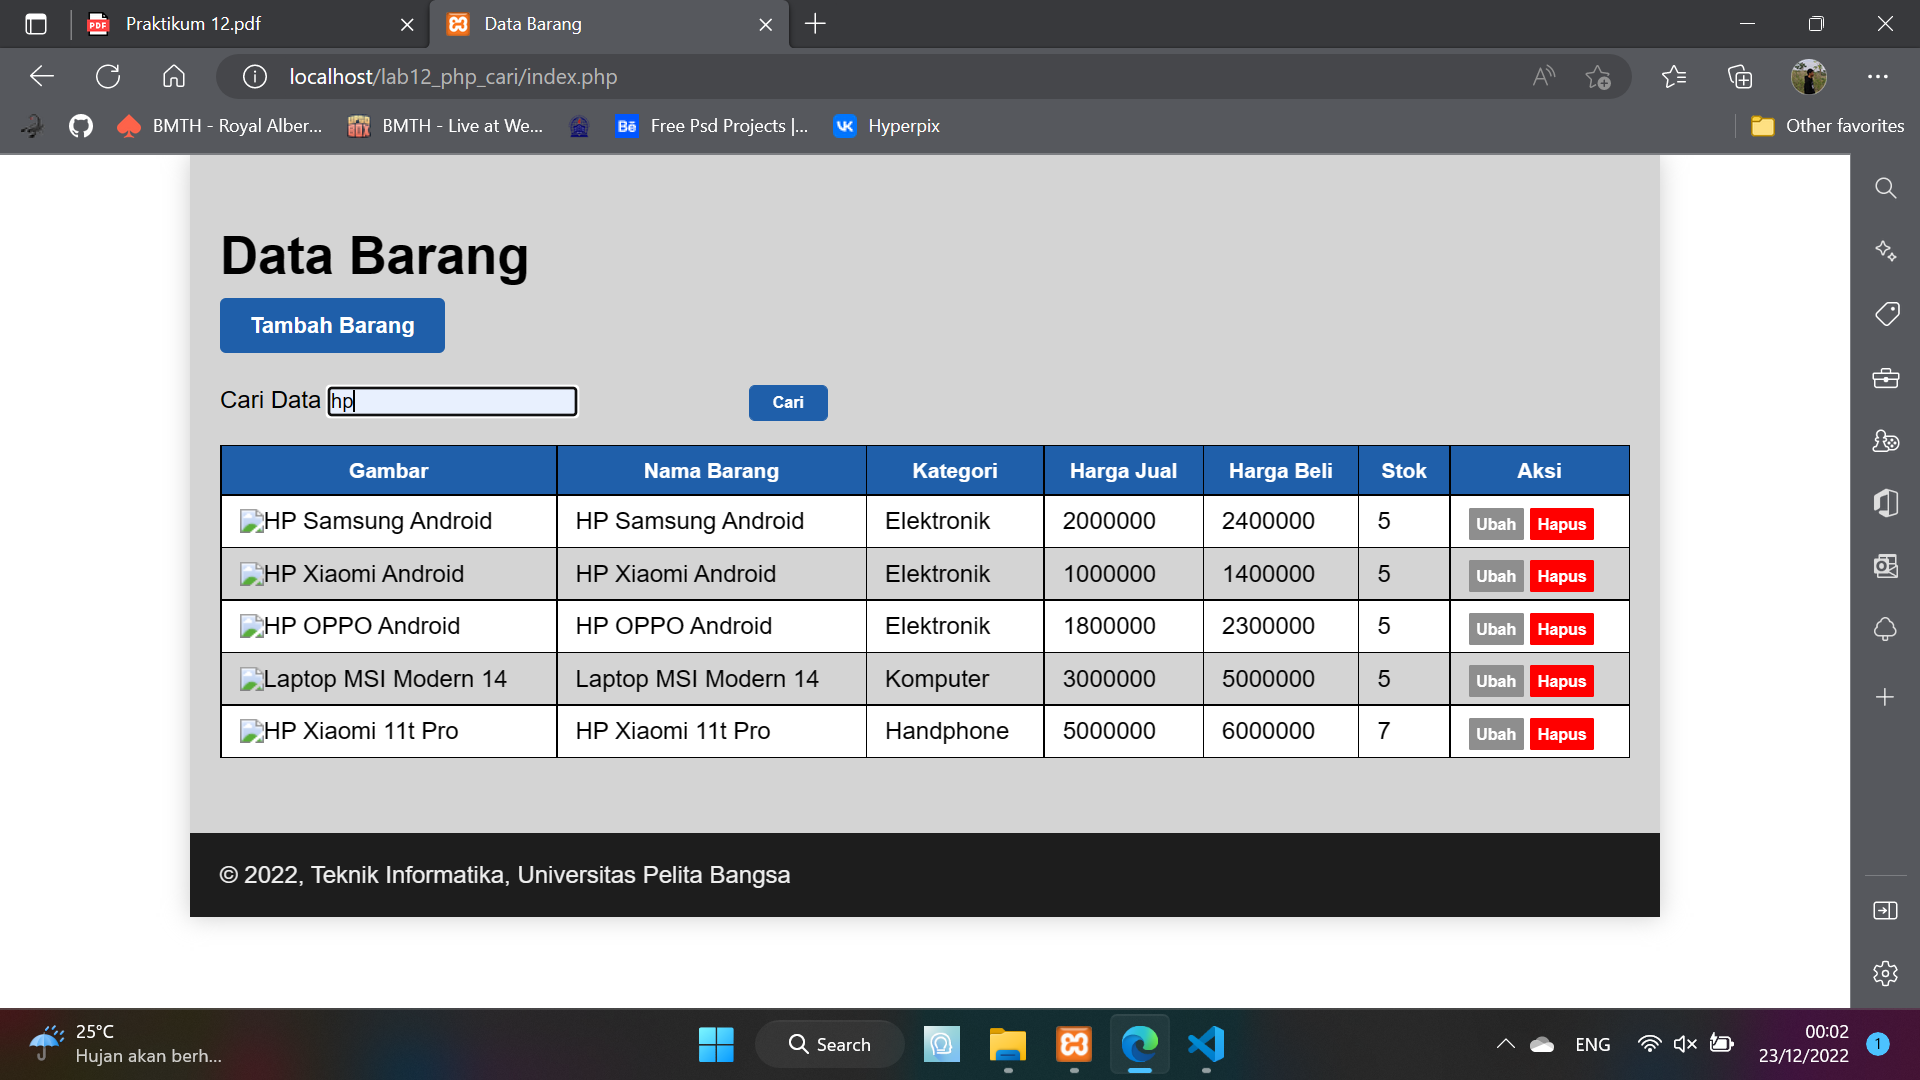 Praktikum 12.pdf
Data Barang
localhost/lab12_php_cari/index.php
BMTH - Royal Alber...
BMTH - Live at We...
Free Psd Projects |...
Hyperpix
Other favorites
Data Barang
Tambah Barang
Cari Data hp Cari
Gambar Nama Barang Kategori Harga Jual Harga Beli Stok Aksi
HP Samsung Android HP Samsung Android Elektronik 2000000 2400000 5 Ubah Hapus
HP Xiaomi Android HP Xiaomi Android Elektronik 1000000 1400000 5 Ubah Hapus
HP OPPO Android HP OPPO Android Elektronik 1800000 2300000 5 Ubah Hapus
Laptop MSI Modern 14 Laptop MSI Modern 14 Komputer 3000000 5000000 5 Ubah Hapus
HP Xiaomi 11t Pro HP Xiaomi 11t Pro Handphone 5000000 6000000 7 Ubah Hapus
© 2022, Teknik Informatika, Universitas Pelita Bangsa
25°C
Hujan akan berh...
Search
ENG
00:02
23/12/2022
1